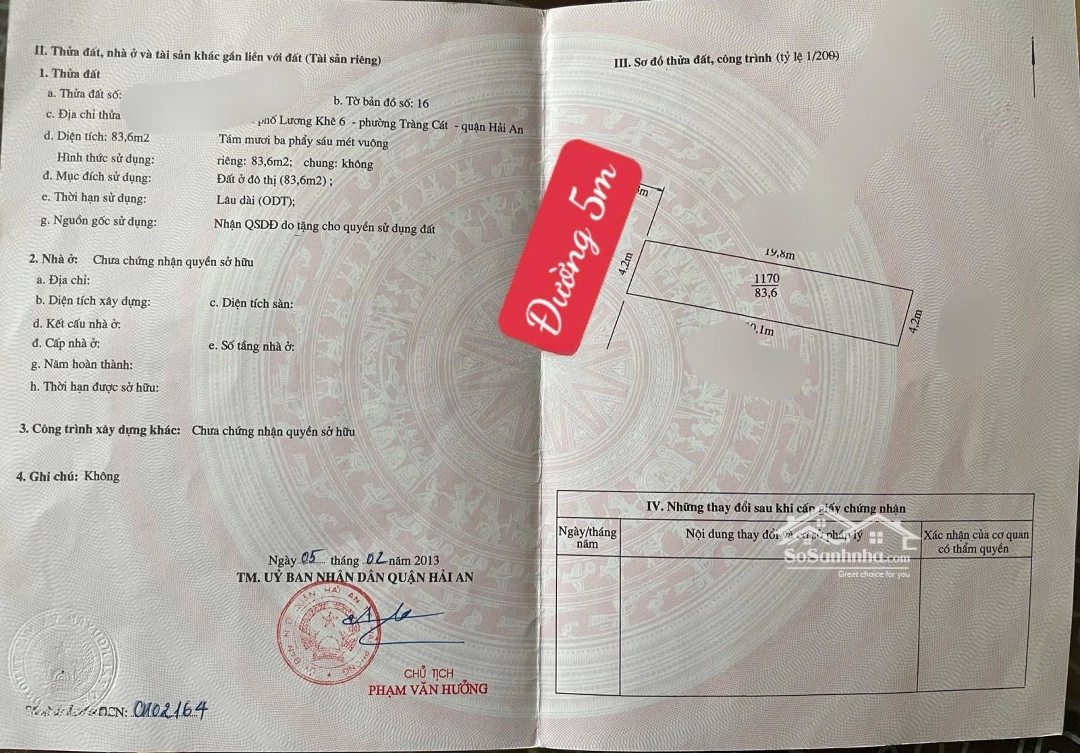 II. Thửa đất, nhà ở và tài sản khác gắn liền với đất (Tài sản riêng)
1. Thửa đất
a. Thửa đất số:
b. Tờ bản đồ số: 16
c. Địa chỉ thửa
phố Lương Khê 6 - phường Tràng Cát - quận Hải An
d. Diện tích: 83,6m2 Tám mươi ba phẩy sáu mét vuông
Hình thức sử dụng: riêng: 83,6m2; chung: không
đ. Mục đích sử dụng: Đất ở đô thị (83,6m2) ;
e. Thời hạn sử dụng: Lâu dài (ODT);
g. Nguồn gốc sử dụng: Nhận QSDĐ do tặng cho quyền sử dụng đất
2. Nhà ở: Chưa chứng nhận quyền sở hữu
a. Địa chỉ:
b. Diện tích xây dựng: c. Diện tích sàn:
d. Kết cấu nhà ở:
đ. Cấp nhà ở: e. Số tầng nhà ở:
g. Năm hoàn thành:
h. Thời hạn được sở hữu:
3. Công trình xây dựng khác: Chưa chứng nhận quyền sở hữu
4. Ghi chú: Không
Ngày 05 tháng 02 năm 2013
TM. UỶ BAN NHÂN DÂN QUẬN HẢI AN
CHỦ TỊCH
PHẠM VĂN HƯỞNG
CH02164
III. Sơ đồ thửa đất, công trình (tỷ lệ 1/200)
Đường 5m
m
4,2m
19,8m
1170
83,6
0,1m
4,2m
IV. Những thay đổi sau khi cấp giấy chứng nhận
Ngày/tháng năm
Nội dung thay đổi và cơ sở pháp lý
Xác nhận của cơ quan
có thẩm quyền
SoSanhnha.com
Great choice for you